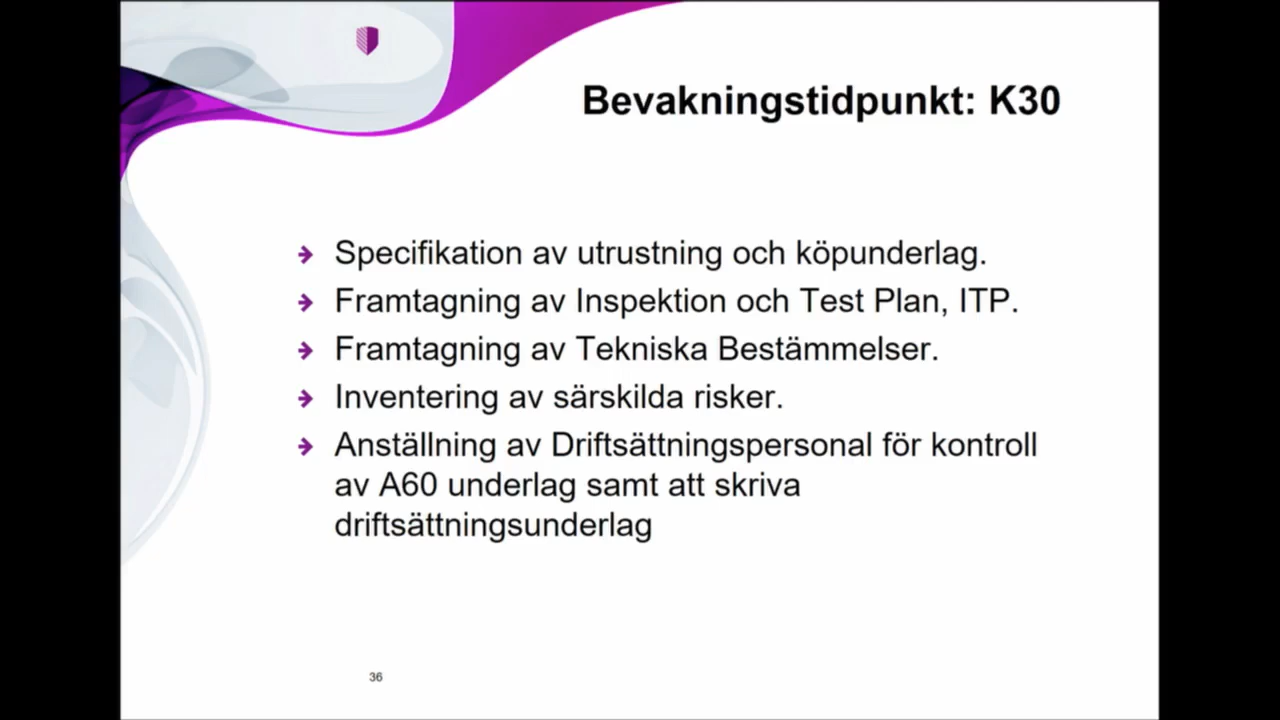 Bevakningstidpunkt: K30
Specifikation av utrustning och köpunderlag.
Framtagning av Inspektion och Test Plan, ITP.
Framtagning av Tekniska Bestämmelser.
Inventering av särskilda risker.
Anställning av Driftsättningspersonal för kontroll
av A60 underlag samt att skriva
driftsättningsunderlag
36